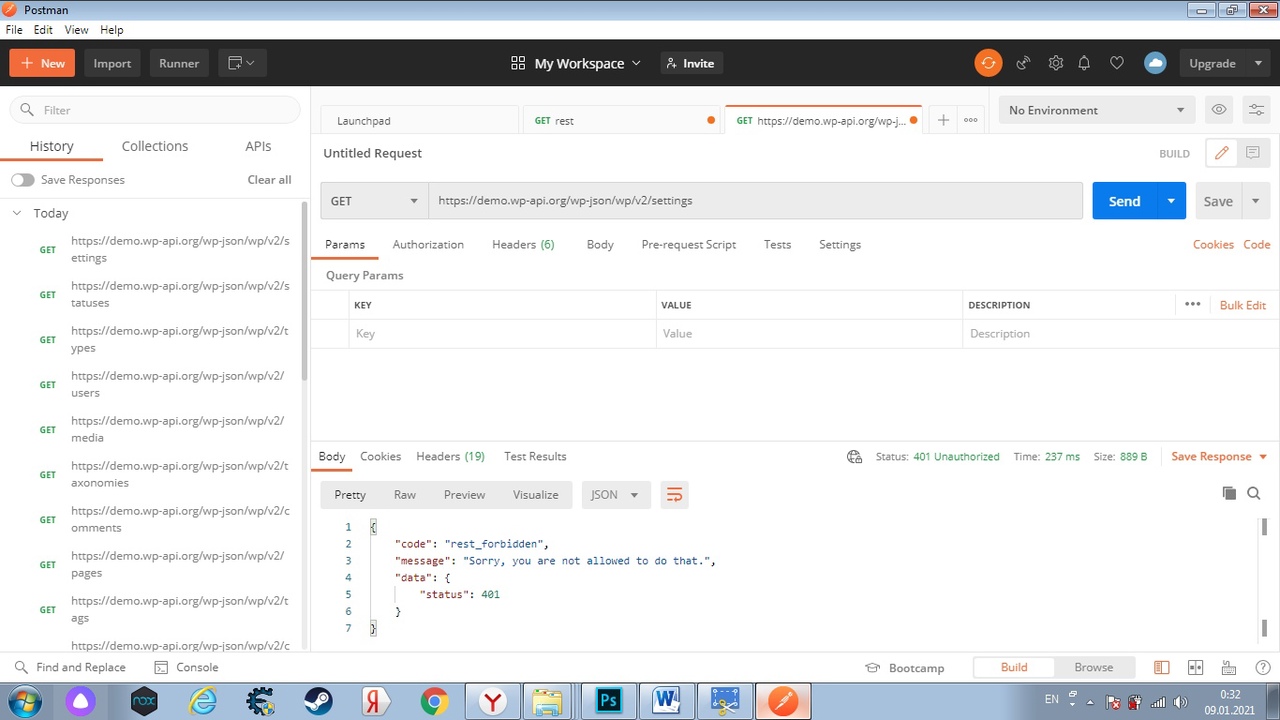 Postman
File Edit View Help
New Import Runner My Workspace Invite Upgrade
Filter
History Collections APIs
Save Responses Clear all
Today
GET https://demo.wp-api.org/wp-json/wp/v2/s
ettings
GET https://demo.wp-api.org/wp-json/wp/v2/s
tatuses
GET https://demo.wp-api.org/wp-json/wp/v2/t
ypes
GET https://demo.wp-api.org/wp-json/wp/v2/
users
GET https://demo.wp-api.org/wp-json/wp/v2/
media
GET https://demo.wp-api.org/wp-json/wp/v2/t
axonomies
GET https://demo.wp-api.org/wp-json/wp/v2/c
omments
GET https://demo.wp-api.org/wp-json/wp/v2/
pages
GET https://demo.wp-api.org/wp-json/wp/v2/t
ags
https://demo.wp-api.org/wp-json/wp/v2/c
Launchpad GET rest GET https://demo.wp-api.org/wp-j... No Environment
Untitled Request BUILD
GET https://demo.wp-api.org/wp-json/wp/v2/settings Send Save
Params Authorization Headers (6) Body Pre-request Script Tests Settings Cookies Code
Query Params
KEY VALUE DESCRIPTION Bulk Edit
Key Value Description
Body Cookies Headers (19) Test Results Status: 401 Unauthorized Time: 237 ms Size: 889 B Save Response
Pretty Raw Preview Visualize JSON
1 {
2 "code": "rest_forbidden",
3 "message": "Sorry, you are not allowed to do that.",
4 "data": {
5 "status": 401
6 }
7 }
Find and Replace Console Bootcamp Build Browse
nox Я Y Ps W EN 0:32
09.01.2021